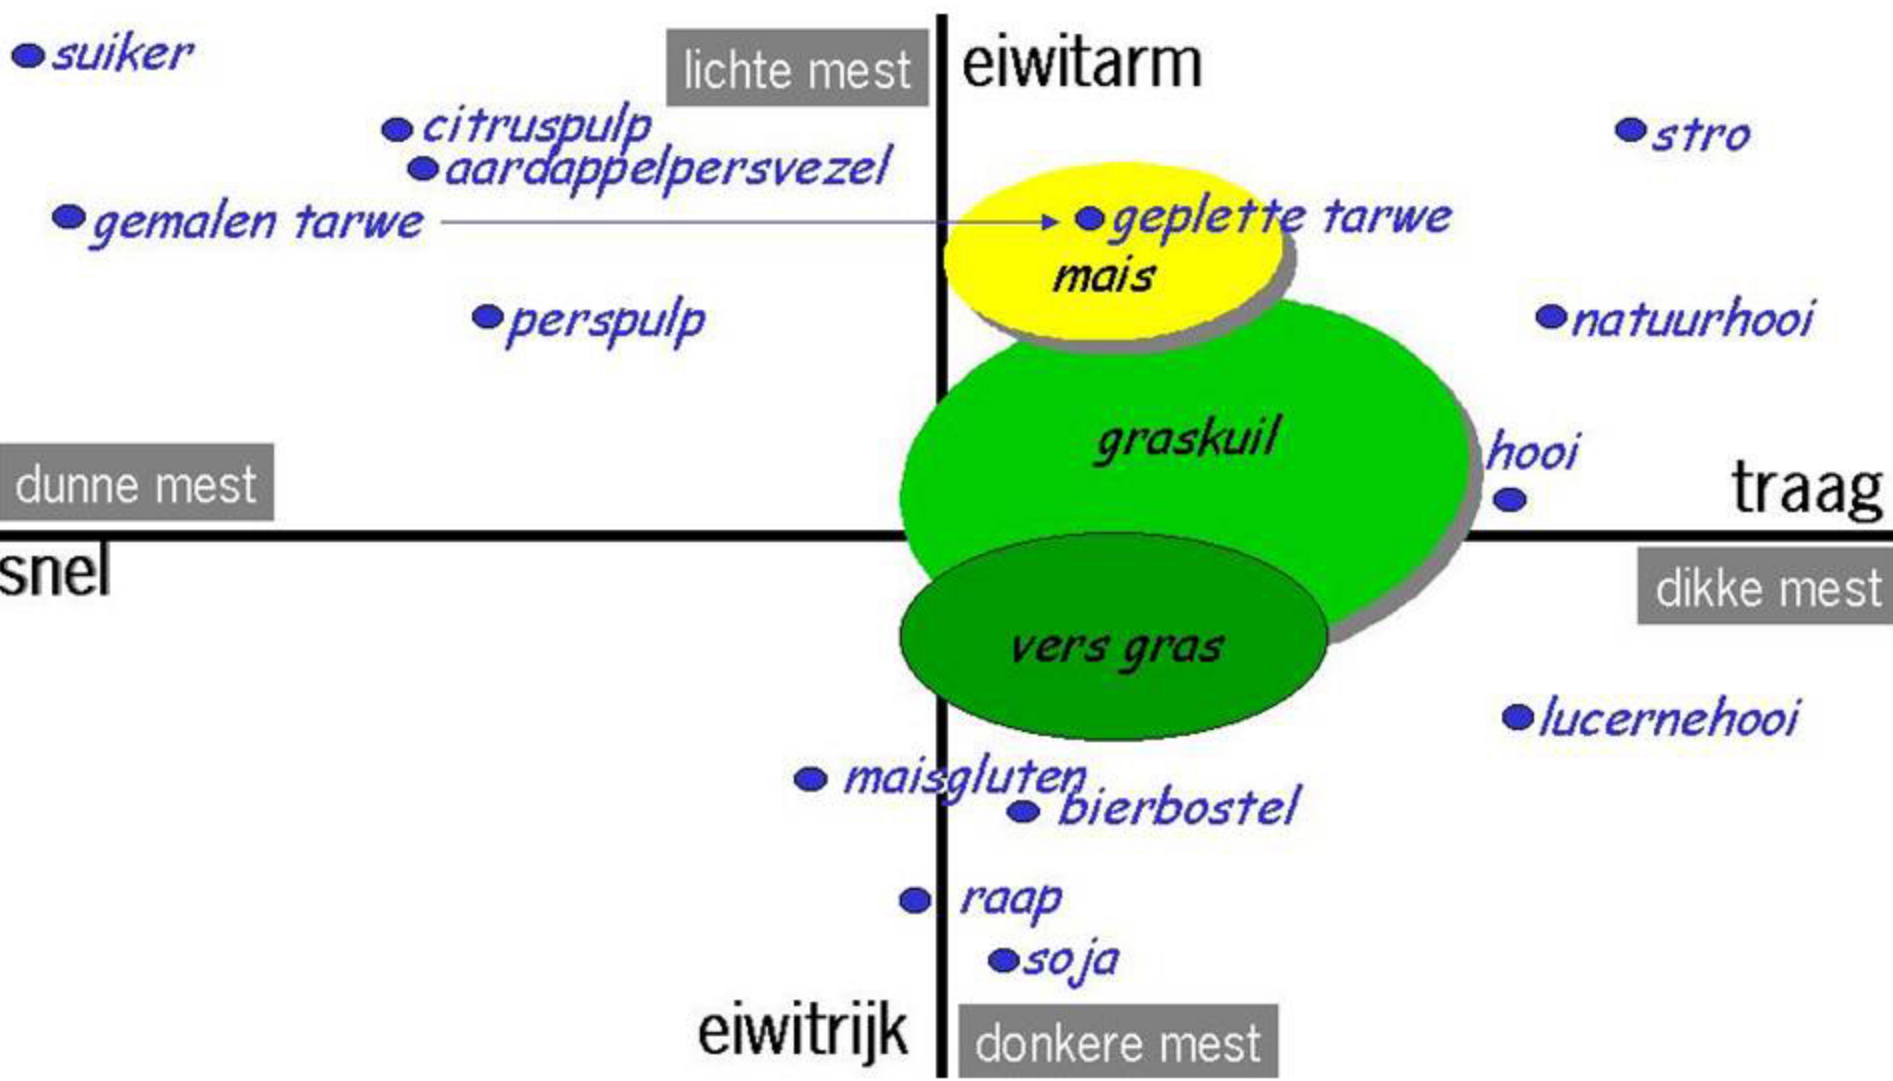 suiker
lichte mest
eiwitarm
citruspulp
stro
aardappelpersvezel
gemalen tarwe
geplette tarwe
mais
perspulp
natuurhooi
graskuil
hooi
dunne mest
traag
snel
dikke mest
vers gras
lucernehooi
maisgluten
bierbostel
raap
soja
eiwitrijk
donkere mest